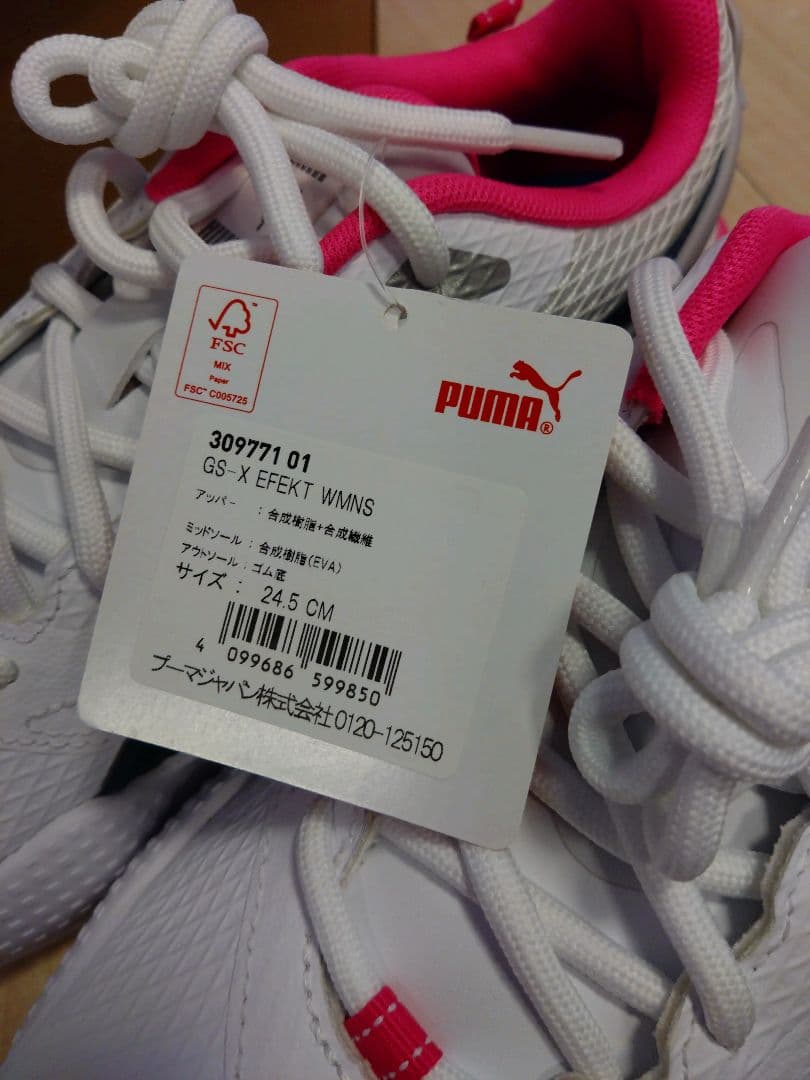 FSC™
MIX
Paper
FSC™ C005725
PUMA®
309771 01
GS-X EFEKT WMNS
アッパー : 合成樹脂+合成繊維
ミッドソール : 合成樹脂(EVA)
アウトソール : ゴム底
サイズ : 24.5 CM
4 099686 599850
プーマジャパン株式会社 0120-125150